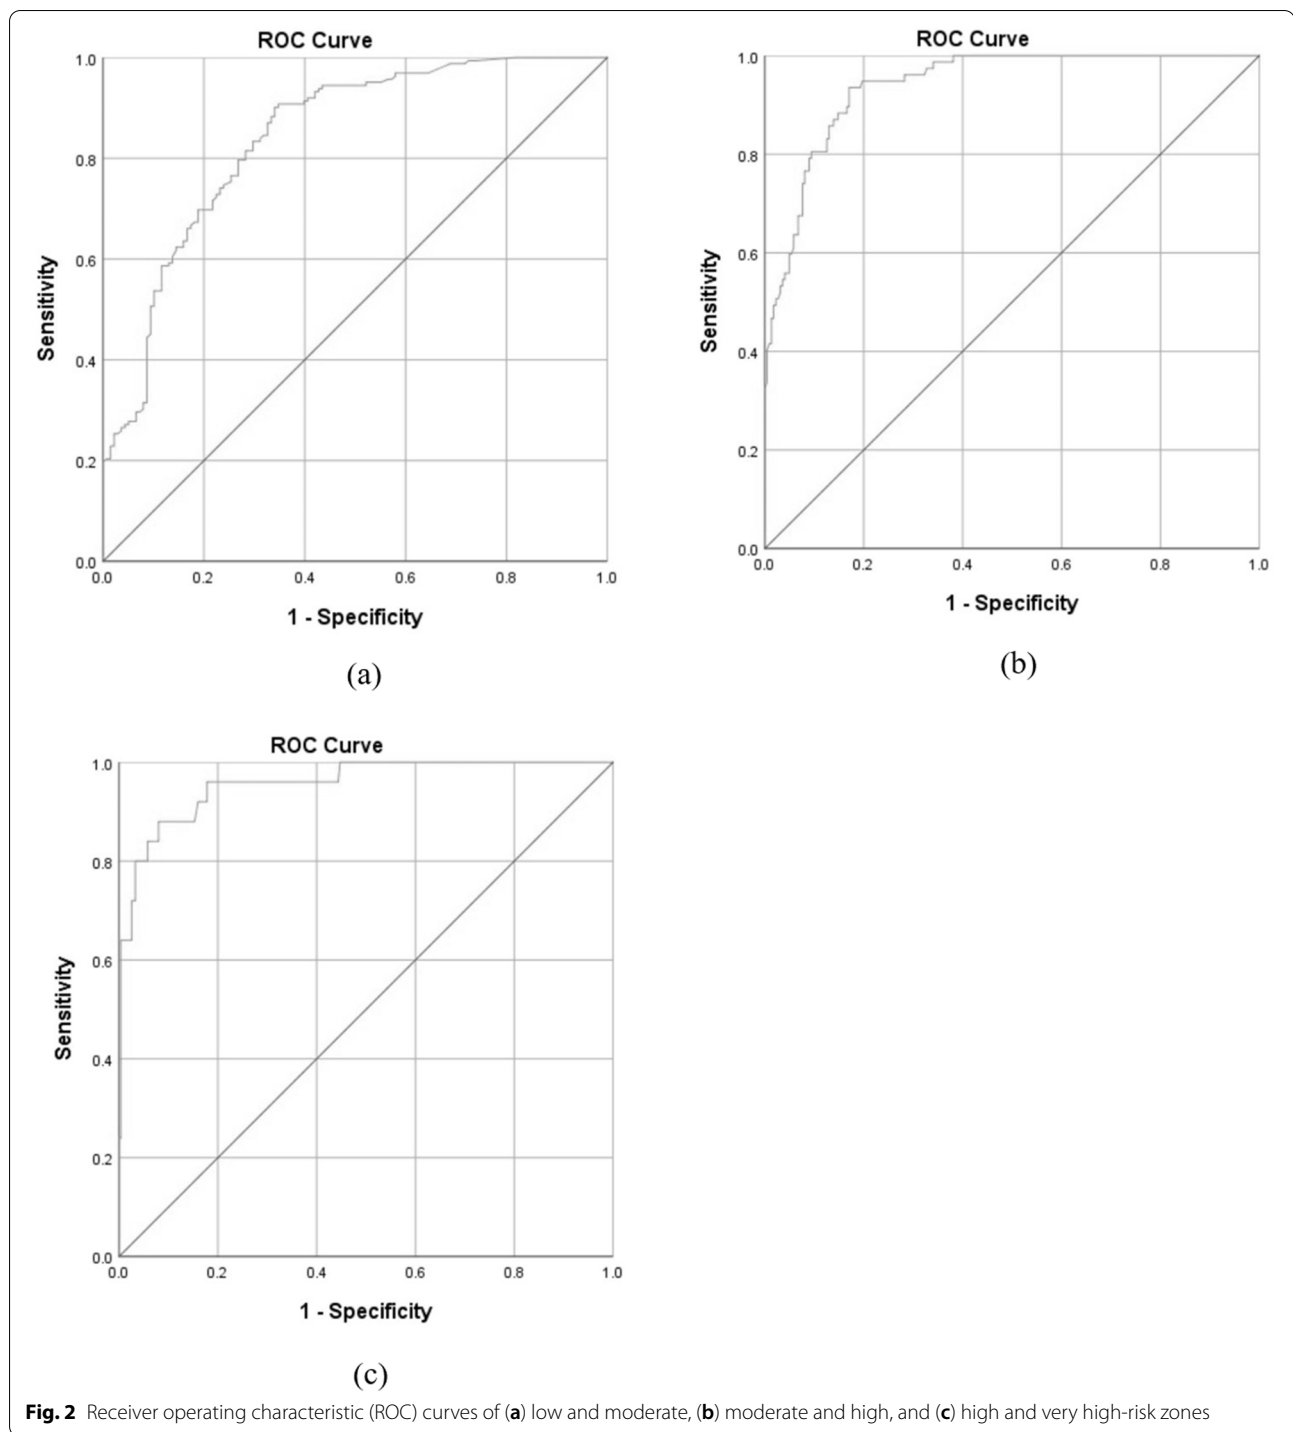 ROC Curve
1.0
0.8
0.6
0.4
0.2
0.0
Sensitivity
0.0 0.2 0.4 0.6 0.8 1.0
1 - Specificity
(a)
ROC Curve
1.0
0.8
0.6
0.4
0.2
0.0
Sensitivity
0.0 0.2 0.4 0.6 0.8 1.0
1 - Specificity
(b)
ROC Curve
1.0
0.8
0.6
0.4
0.2
0.0
Sensitivity
0.0 0.2 0.4 0.6 0.8 1.0
1 - Specificity
(c)
Fig. 2 Receiver operating characteristic (ROC) curves of (a) low and moderate, (b) moderate and high, and (c) high and very high-risk zones